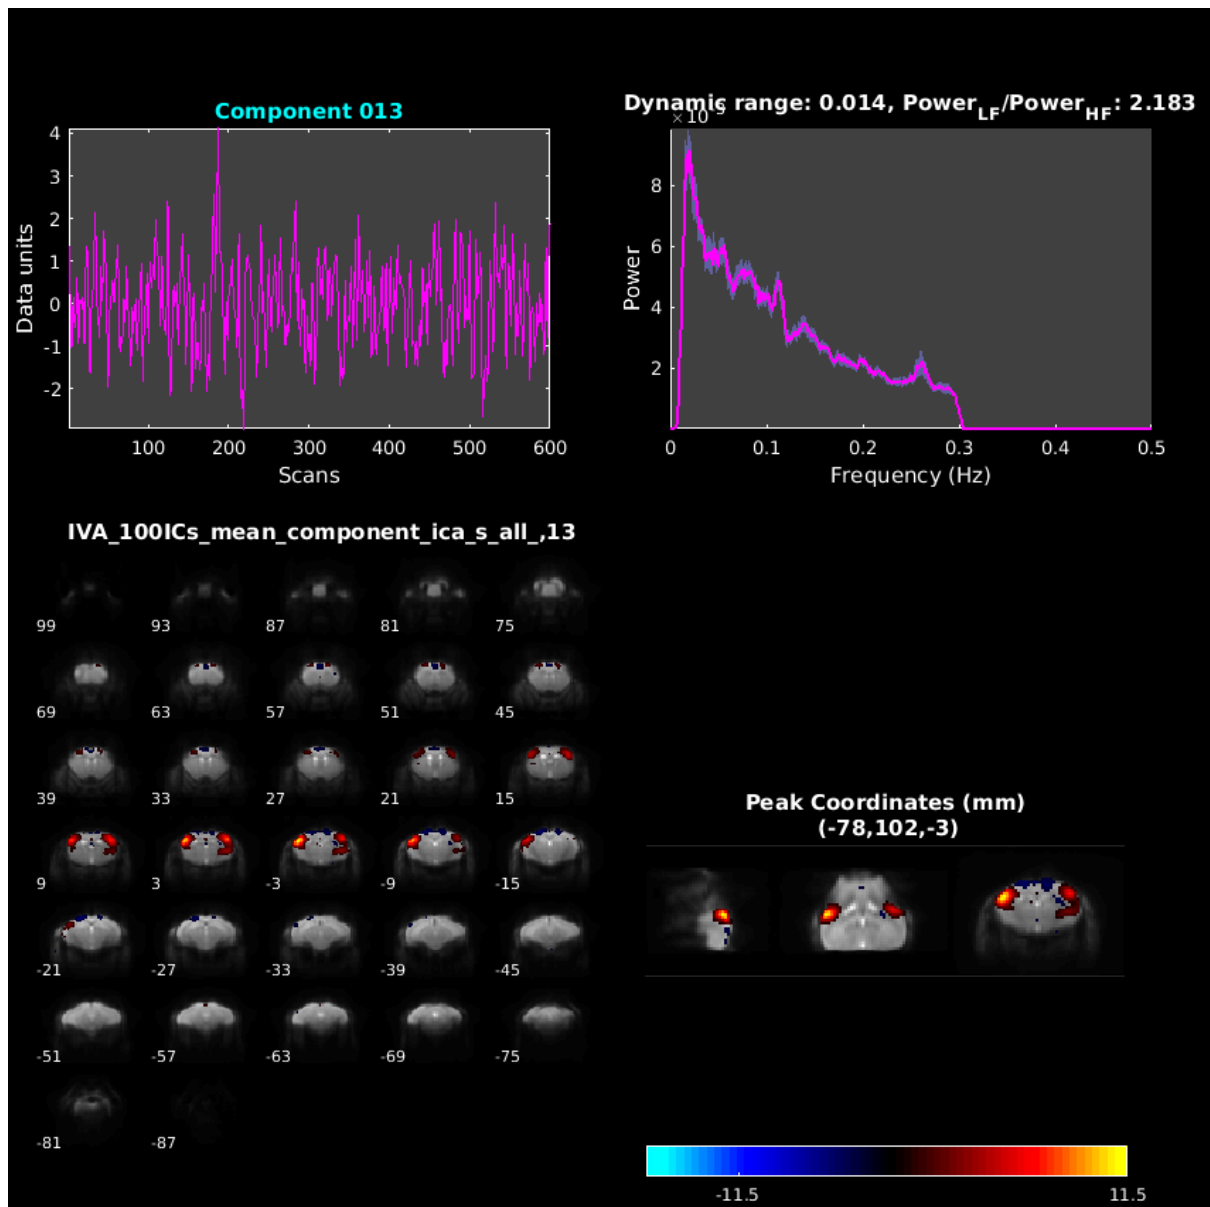 Component 013
4
3
2
1
0
-1
-2
Data units
100 200 300 400 500 600
Scans
Dynamic range: 0.014, Power_LF/Power_HF: 2.183
8
6
4
2
Power
0 0.1 0.2 0.3 0.4 0.5
Frequency (Hz)
IVA_100ICs_mean_component_ica_s_all_,13
99 93 87 81 75
69 63 57 51 45
39 33 27 21 15
9 3 -3 -9 -15
-21 -27 -33 -39 -45
-51 -57 -63 -69 -75
-81 -87
Peak Coordinates (mm)
(-78,102,-3)
-11.5 11.5